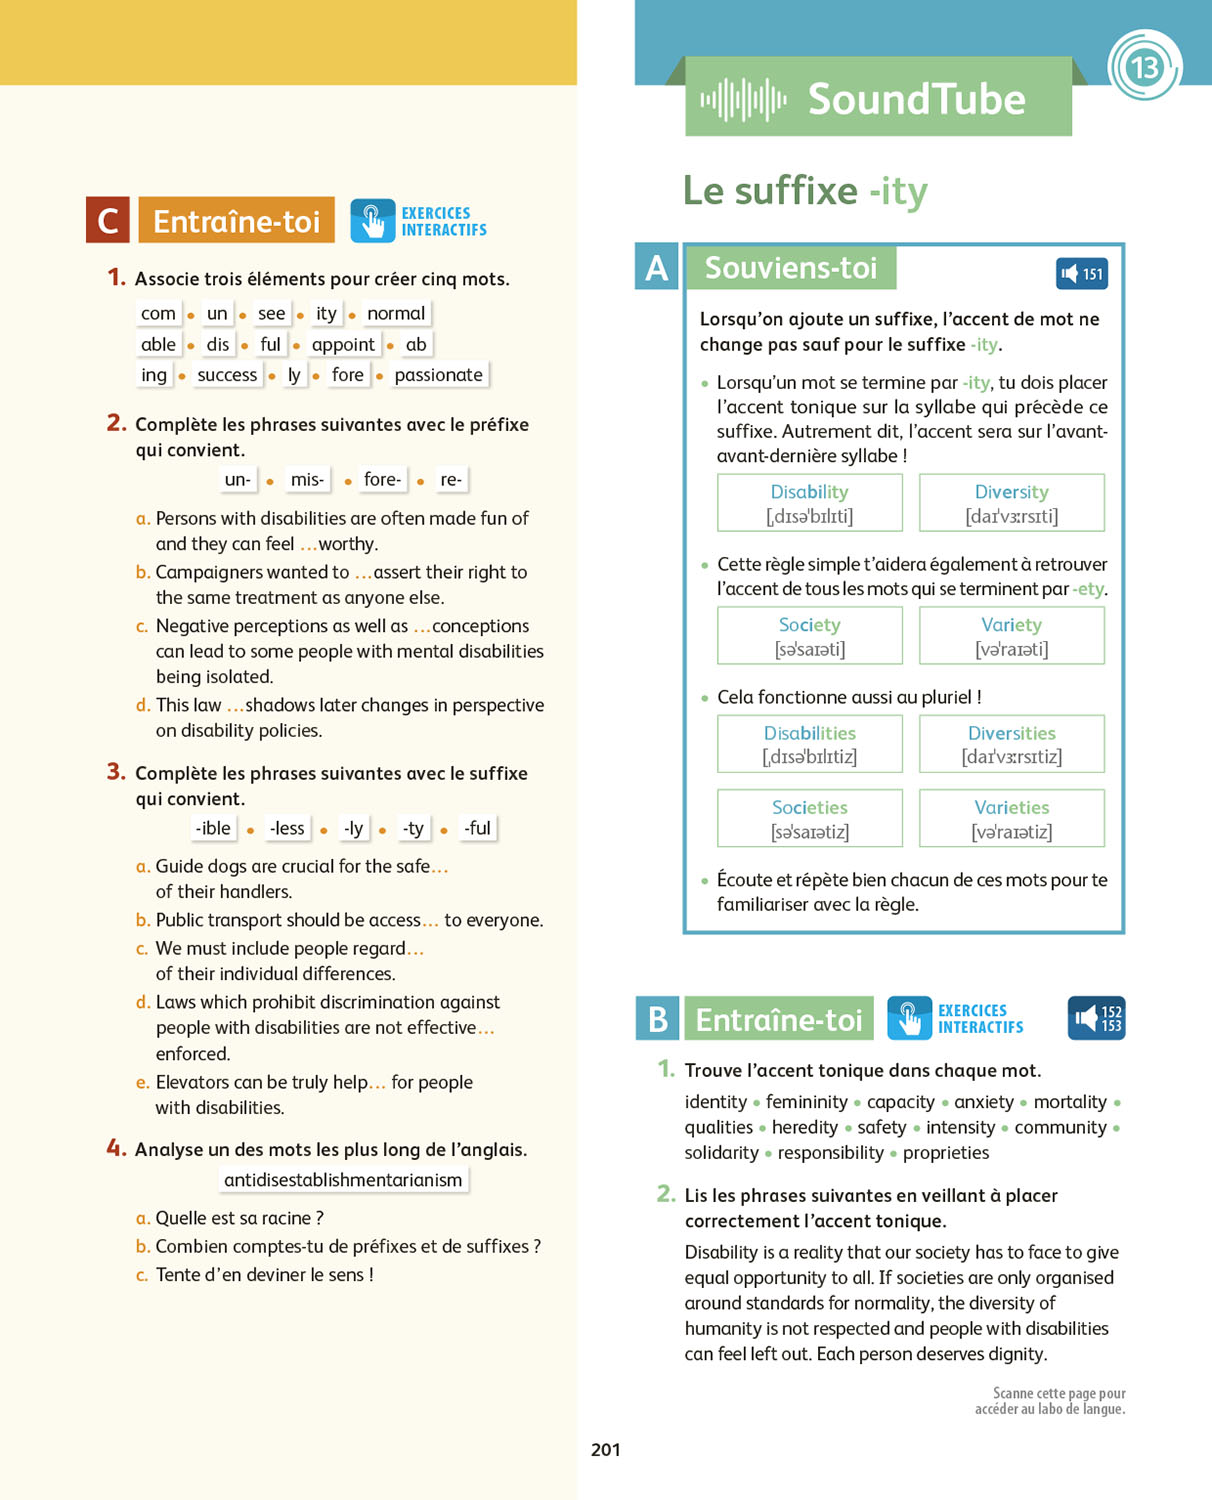 C Entraîne-toi EXERCICES
INTERACTIFS
1. Associe trois éléments pour créer cinq mots.
com • un • see • ity • normal
able • dis • ful • appoint • ab
ing • success • ly • fore • passionate
2. Complète les phrases suivantes avec le préfixe
qui convient.
un- • mis- • fore- • re-
a. Persons with disabilities are often made fun of
and they can feel ...worthy.
b. Campaigners wanted to ...assert their right to
the same treatment as anyone else.
c. Negative perceptions as well as ...conceptions
can lead to some people with mental disabilities
being isolated.
d. This law ...shadows later changes in perspective
on disability policies.
3. Complète les phrases suivantes avec le suffixe
qui convient.
-ible • -less • -ly • -ty • -ful
a. Guide dogs are crucial for the safe...
of their handlers.
b. Public transport should be access... to everyone.
c. We must include people regard...
of their individual differences.
d. Laws which prohibit discrimination against
people with disabilities are not effective...
enforced.
e. Elevators can be truly help... for people
with disabilities.
4. Analyse un des mots les plus long de l'anglais.
antidisestablishmentarianism
a. Quelle est sa racine ?
b. Combien comptes-tu de préfixes et de suffixes ?
c. Tente d'en deviner le sens !
13
SoundTube
Le suffixe -ity
A Souviens-toi 151
Lorsqu'on ajoute un suffixe, l'accent de mot ne
change pas sauf pour le suffixe -ity.
• Lorsqu'un mot se termine par -ity, tu dois placer
l'accent tonique sur la syllabe qui précède ce
suffixe. Autrement dit, l'accent sera sur l'avant-
avant-dernière syllabe !
Disability Diversity
[ˌdɪsəˈbɪlɪti] [daɪˈvɜːrsɪti]
• Cette règle simple t'aidera également à retrouver
l'accent de tous les mots qui se terminent par -ety.
Society Variety
[səˈsaɪəti] [vəˈraɪəti]
• Cela fonctionne aussi au pluriel !
Disabilities Diversities
[ˌdɪsəˈbɪlɪtiz] [daɪˈvɜːrsɪtiz]
Societies Varieties
[səˈsaɪətiz] [vəˈraɪətiz]
• Écoute et répète bien chacun de ces mots pour te
familiariser avec la règle.
B Entraîne-toi EXERCICES
INTERACTIFS
152
153
1. Trouve l'accent tonique dans chaque mot.
identity • femininity • capacity • anxiety • mortality •
qualities • heredity • safety • intensity • community •
solidarity • responsibility • proprieties
2. Lis les phrases suivantes en veillant à placer
correctement l'accent tonique.
Disability is a reality that our society has to face to give
equal opportunity to all. If societies are only organised
around standards for normality, the diversity of
humanity is not respected and people with disabilities
can feel left out. Each person deserves dignity.
Scanne cette page pour
accéder au labo de langue.
201